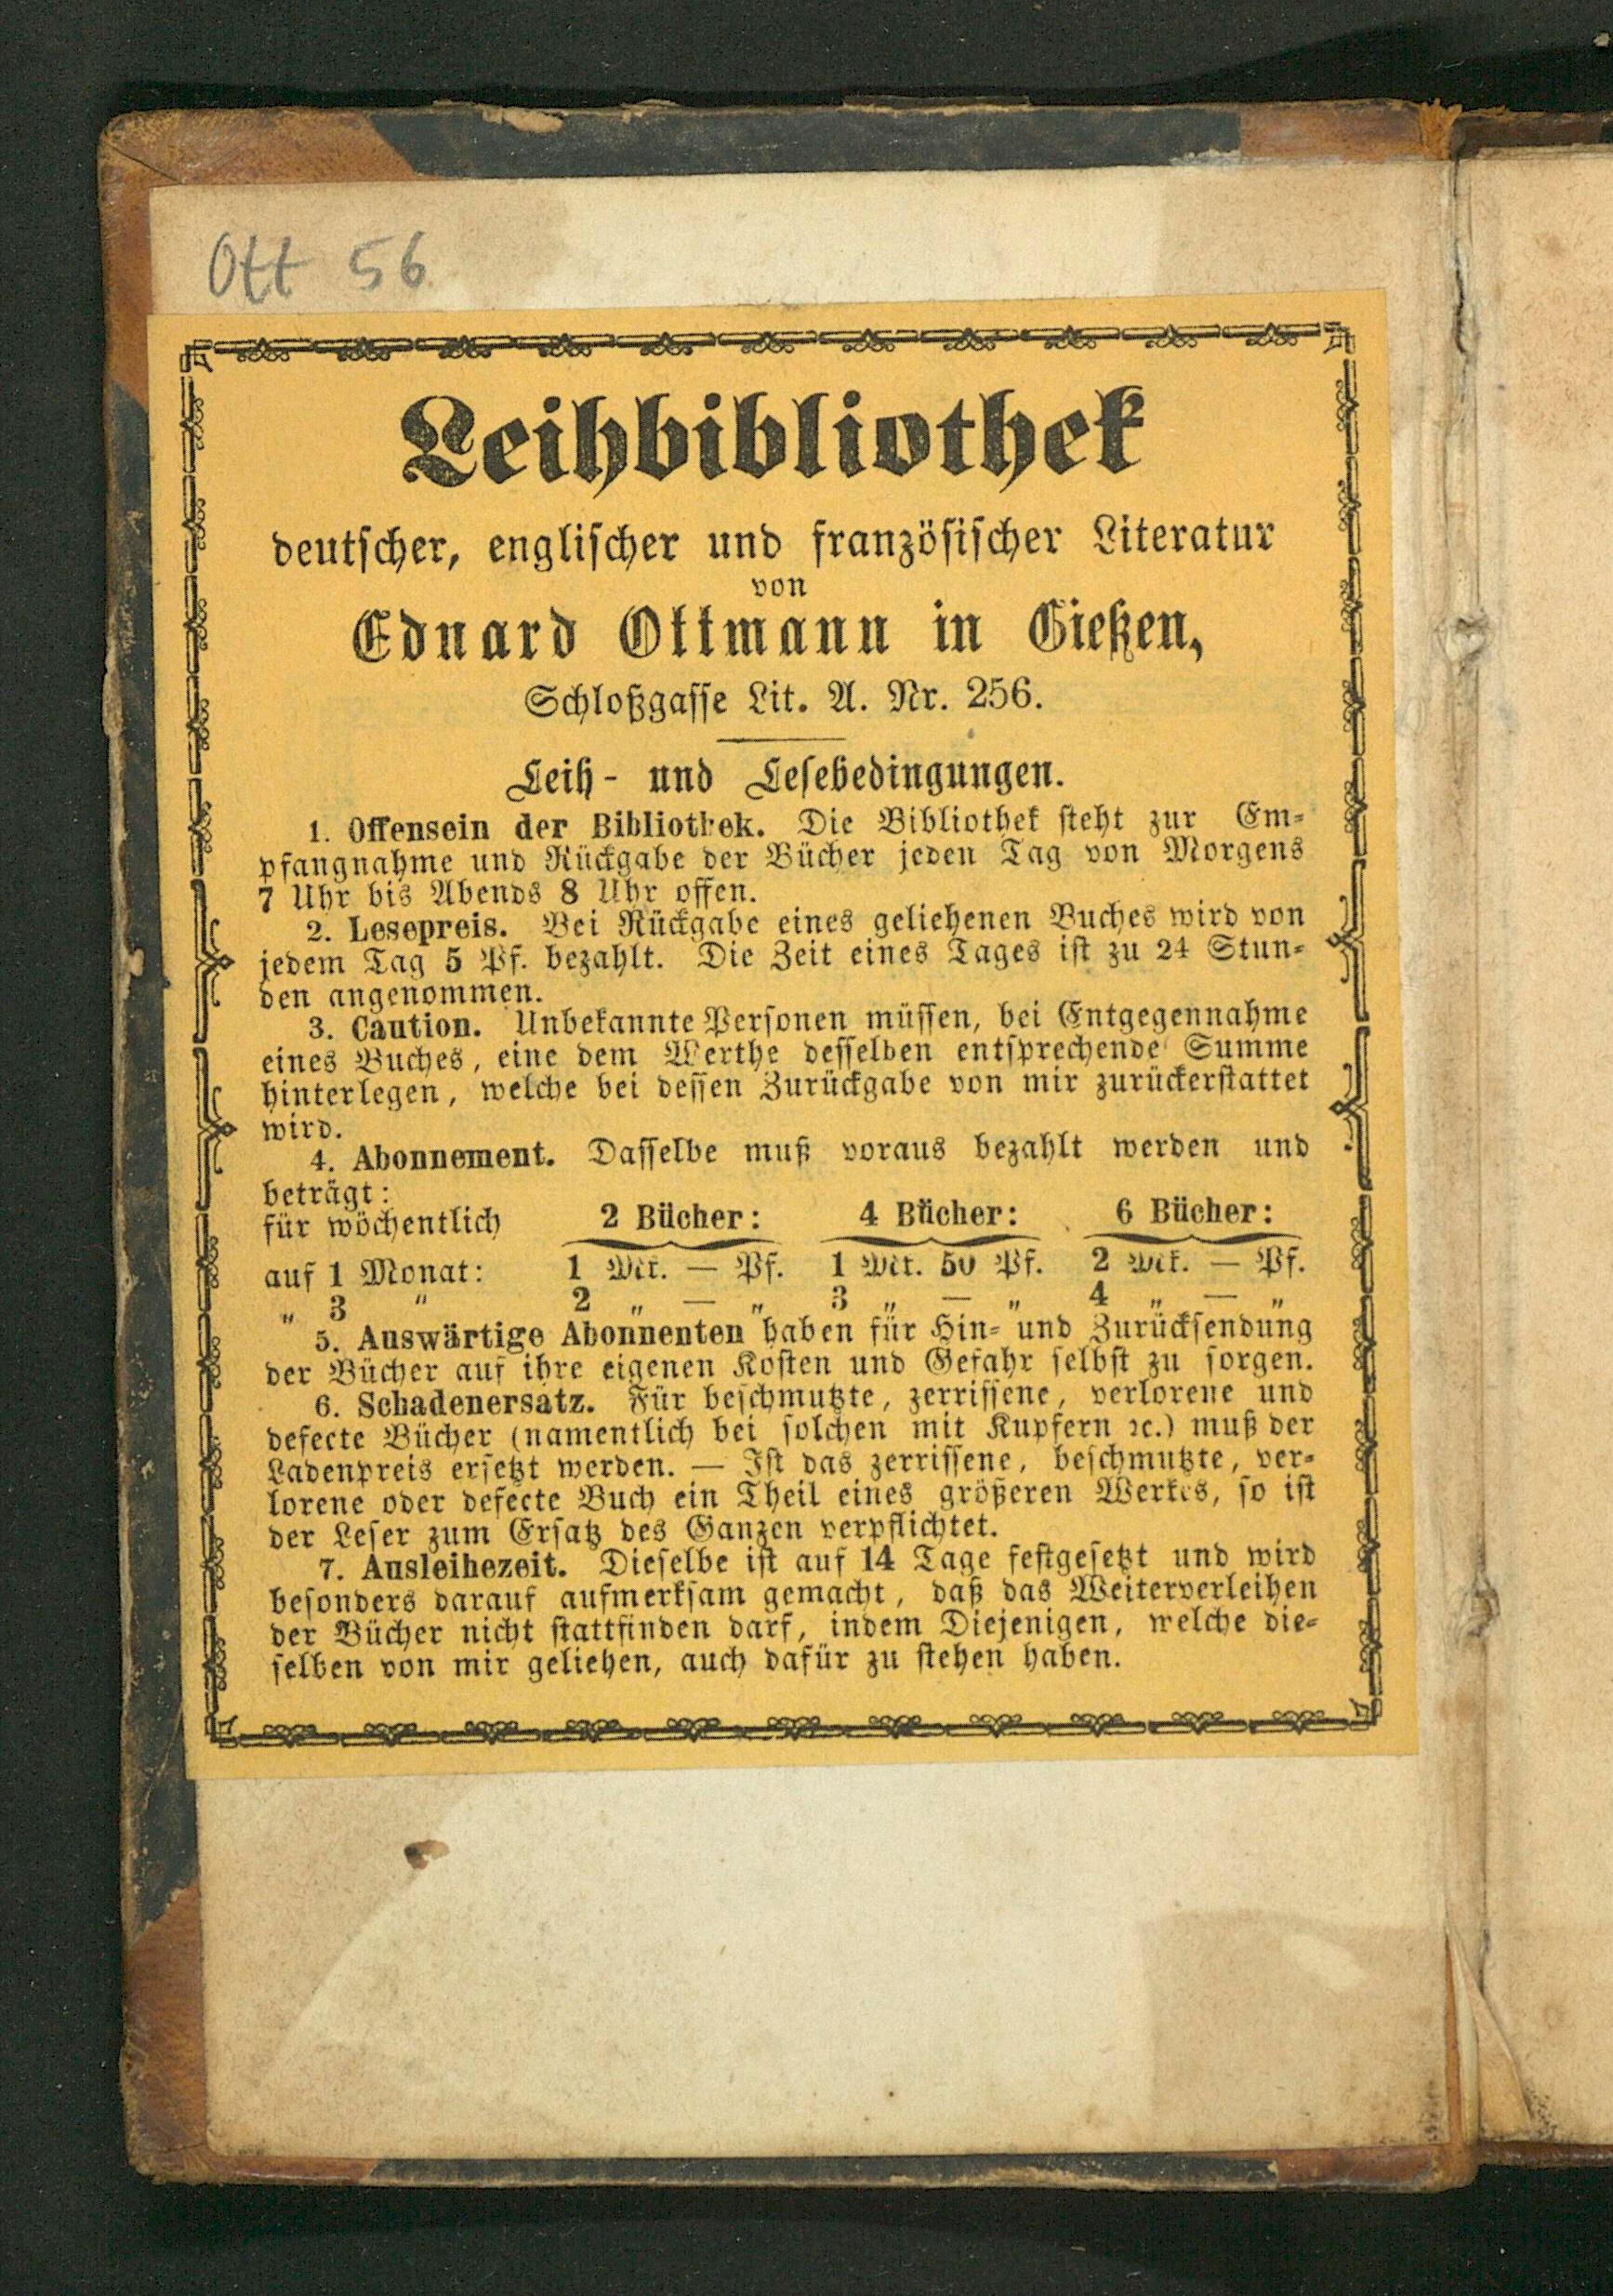 Ott 56
Leihbibliothek
deutscher, englischer und französischer Literatur
von
Eduard Ottmann in Gießen,
Schloßgasse Lit. A. Nr. 256.
Leih- und Lesebedingungen.
1. Offensein der Bibliothek. Die Bibliothek steht zur Em-
pfangnahme und Rückgabe der Bücher jeden Tag von Morgens
7 Uhr bis Abends 8 Uhr offen.
2. Lesepreis. Bei Rückgabe eines geliehenen Buches wird von
jedem Tag 5 Pf. bezahlt. Die Zeit eines Tages ist zu 24 Stun-
den angenommen.
3. Caution. Unbekannte Personen müssen, bei Entgegennahme
eines Buches, eine dem Werthe desselben entsprechende Summe
hinterlegen, welche bei dessen Zurückgabe von mir zurückerstattet
wird.
4. Abonnement. Dasselbe muß voraus bezahlt werden und
beträgt:
für wöchentlich 2 Bücher: 4 Bücher: 6 Bücher:
auf 1 Monat: 1 Mk. — Pf. 1 Mk. 50 Pf. 2 Mk. — Pf.
„ 3 „ 2 „ — „ 3 „ — „ 4 „ — „
5. Auswärtige Abonnenten haben für Hin- und Zurücksendung
der Bücher auf ihre eigenen Kosten und Gefahr selbst zu sorgen.
6. Schadenersatz. Für beschmutzte, zerrissene, verlorene und
defecte Bücher (namentlich bei solchen mit Kupfern ꝛc.) muß der
Ladenpreis ersetzt werden. — Ist das zerrissene, beschmutzte, ver-
lorene oder defecte Buch ein Theil eines größeren Werkes, so ist
der Leser zum Ersatz des Ganzen verpflichtet.
7. Ausleihezeit. Dieselbe ist auf 14 Tage festgesetzt und wird
besonders darauf aufmerksam gemacht, daß das Weiterverleihen
der Bücher nicht stattfinden darf, indem Diejenigen, welche die-
selben von mir geliehen, auch dafür zu stehen haben.